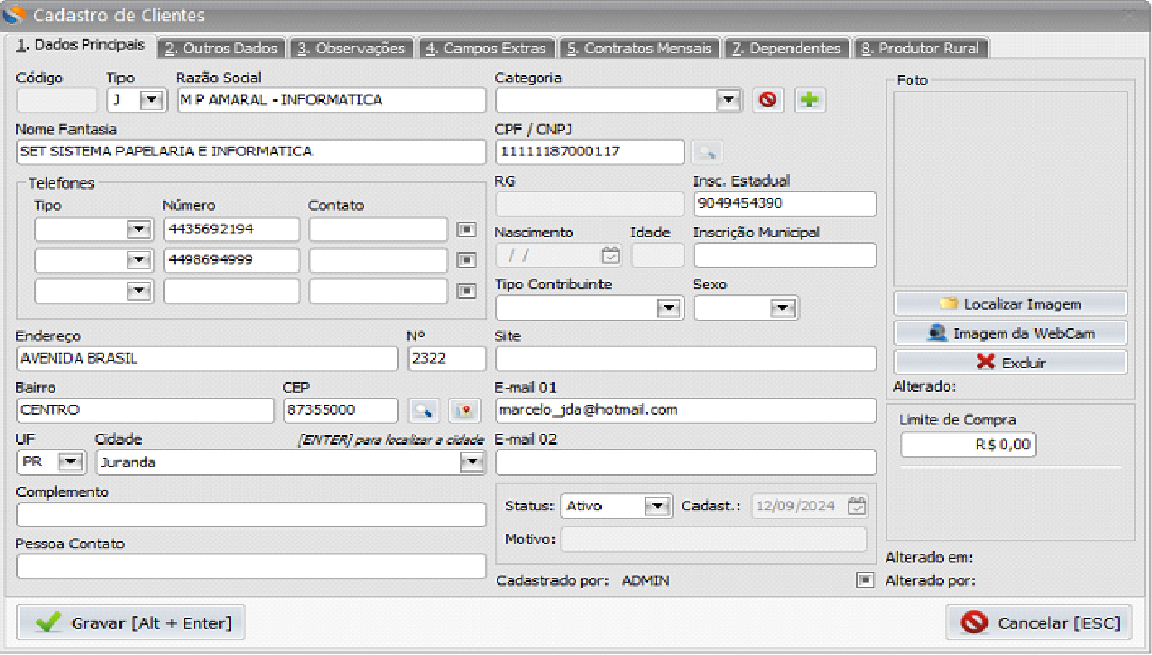 Cadastro de Clientes
1. Dados Principais 2. Outros Dados 3. Observações 4. Campos Extras 5. Contratos Mensais 7. Dependentes 8. Produtor Rural
Código Tipo Razão Social Categoria Foto
J M P AMARAL - INFORMATICA
Nome Fantasia CPF / CNPJ
SET SISTEMA PAPELARIA E INFORMATICA 11111187000117
Telefones RG Insc. Estadual
Tipo Número Contato 9049454390
4435692194 Nascimento Idade Inscrição Municipal
4498694999 / /
Tipo Contribuinte Sexo
Localizar Imagem
Endereço Nº Site Imagem da WebCam
AVENIDA BRASIL 2322 Excluir
Bairro CEP E-mail 01 Alterado:
CENTRO 87355000 marcelo_jda@hotmail.com Limite de Compra
UF Cidade [ENTER] para localizar a cidade E-mail 02 R$ 0,00
PR Juranda
Complemento Status: Ativo Cadast.: 12/09/2024
Pessoa Contato Motivo:
Alterado em:
Cadastrado por: ADMIN Alterado por:
Gravar [Alt + Enter] Cancelar [ESC]